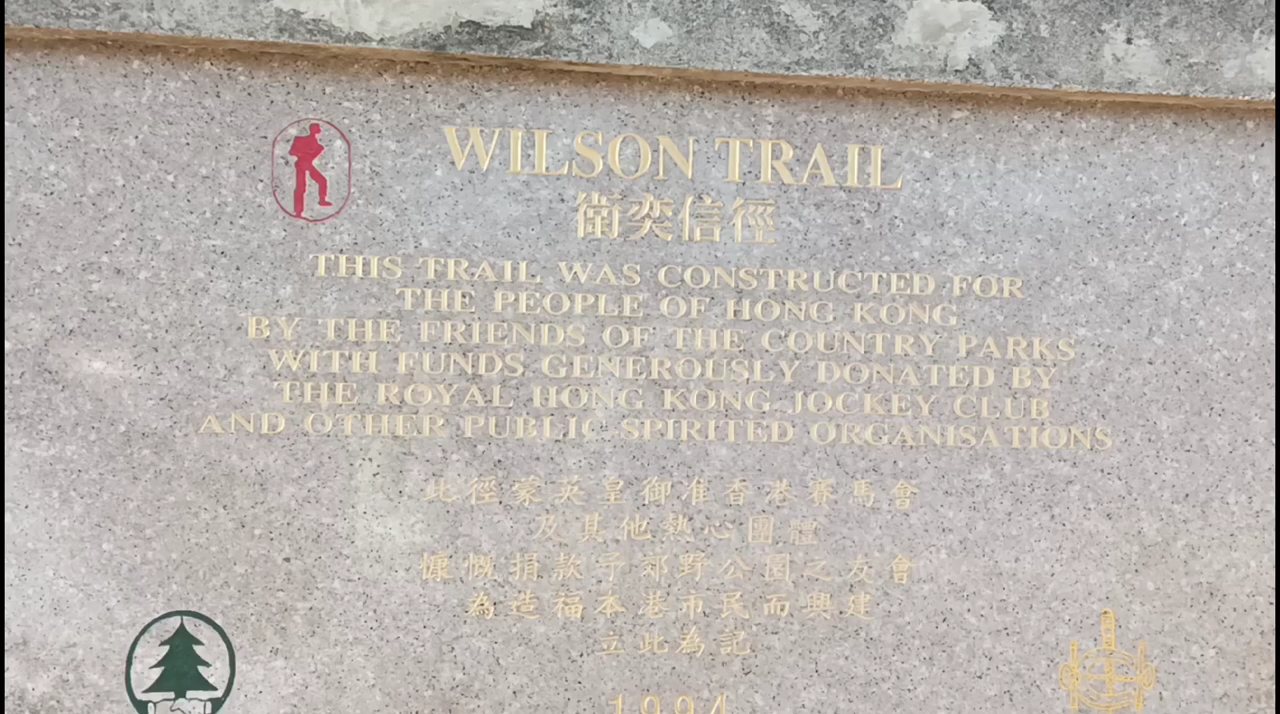 WILSON TRAIL
衞奕信徑
THIS TRAIL WAS CONSTRUCTED FOR
THE PEOPLE OF HONG KONG
BY THE FRIENDS OF THE COUNTRY PARKS
WITH FUNDS GENEROUSLY DONATED BY
THE ROYAL HONG KONG JOCKEY CLUB
AND OTHER PUBLIC-SPIRITED ORGANISATIONS
此徑蒙英皇御准香港賽馬會
及其他熱心團體
慷慨捐款予郊野公園之友會
為造福本港市民而興建
立此為記
1994